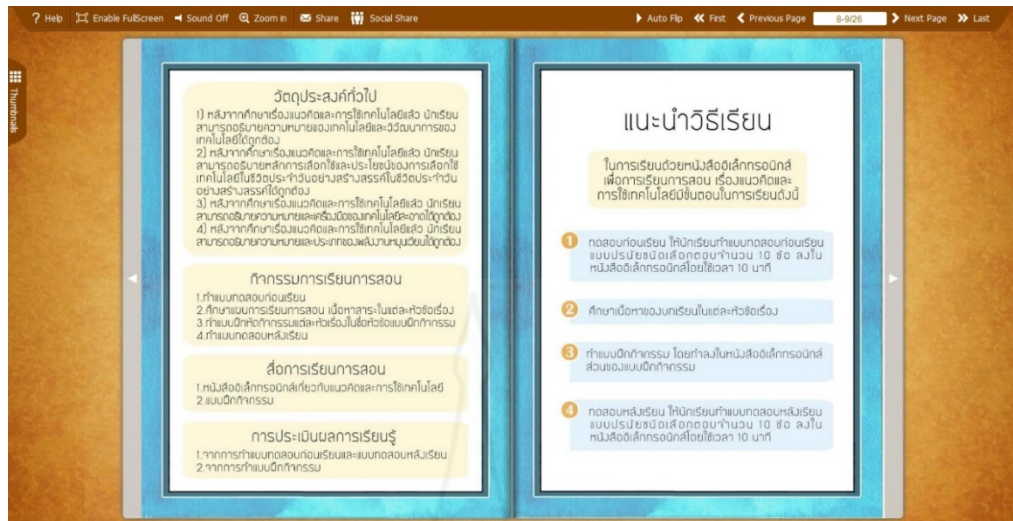 ? Help Enable FullScreen Sound Off Zoom in Share Social Share Auto Flip First Previous Page 8-9/26 Next Page Last
Thumbnails
วัตถุประสงค์ทั่วไป
1) หลังจากศึกษาเรื่องแนวคิดและการใช้เทคโนโลยีแล้ว นักเรียน
สามารถอธิบายความหมายของเทคโนโลยีและวิวัฒนาการของ
เทคโนโลยีได้ถูกต้อง
2) หลังจากศึกษาเรื่องแนวคิดและการใช้เทคโนโลยีแล้ว นักเรียน
สามารถอธิบายหลักการเลือกใช้และประโยชน์ของการเลือกใช้
เทคโนโลยีในชีวิตประจำวันอย่างสร้างสรรค์ในชีวิตประจำวัน
อย่างสร้างสรรค์ได้ถูกต้อง
3) หลังจากศึกษาเรื่องแนวคิดและการใช้เทคโนโลยีแล้ว นักเรียน
สามารถอธิบายความหมายและเครื่องมือของเทคโนโลยีสะอาดได้ถูกต้อง
4) หลังจากศึกษาเรื่องแนวคิดและการใช้เทคโนโลยีแล้ว นักเรียน
สามารถอธิบายความหมายและประเภทของพลังงานหมุนเวียนได้ถูกต้อง
กิจกรรมการเรียนการสอน
1.ทำแบบทดสอบก่อนเรียน
2.ศึกษาแผนการเรียนการสอน เนื้อหาสาระในแต่ละหัวข้อเรื่อง
3.ทำแบบฝึกหัดกิจกรรมแต่ละหัวเรื่องในชื่อหัวข้อแบบฝึกกิจกรรม
4.ทำแบบทดสอบหลังเรียน
สื่อการเรียนการสอน
1.หนังสืออิเล็กทรอนิกส์เกี่ยวกับแนวคิดและการใช้เทคโนโลยี
2.แบบฝึกกิจกรรม
การประเมินผลการเรียนรู้
1.จากการทำแบบทดสอบก่อนเรียนและแบบทดสอบหลังเรียน
2.จากการทำแบบฝึกกิจกรรม
แนะนำวิธีเรียน
ในการเรียนด้วยหนังสืออิเล็กทรอนิกส์
เพื่อการเรียนการสอน เรื่องแนวคิดและ
การใช้เทคโนโลยีมีขั้นตอนในการเรียนดังนี้
1 ทดสอบก่อนเรียน ให้นักเรียนทำแบบทดสอบก่อนเรียน
แบบปรนัยชนิดเลือกตอบจำนวน 10 ข้อ ลงใน
หนังสืออิเล็กทรอนิกส์โดยใช้เวลา 10 นาที
2 ศึกษาเนื้อหาของบทเรียนในแต่ละหัวข้อเรื่อง
3 ทำแบบฝึกกิจกรรม โดยทำลงในหนังสืออิเล็กทรอนิกส์
ส่วนของแบบฝึกกิจกรรม
4 ทดสอบหลังเรียน ให้นักเรียนทำแบบทดสอบหลังเรียน
แบบปรนัยชนิดเลือกตอบจำนวน 10 ข้อ ลงใน
หนังสืออิเล็กทรอนิกส์โดยใช้เวลา 10 นาที